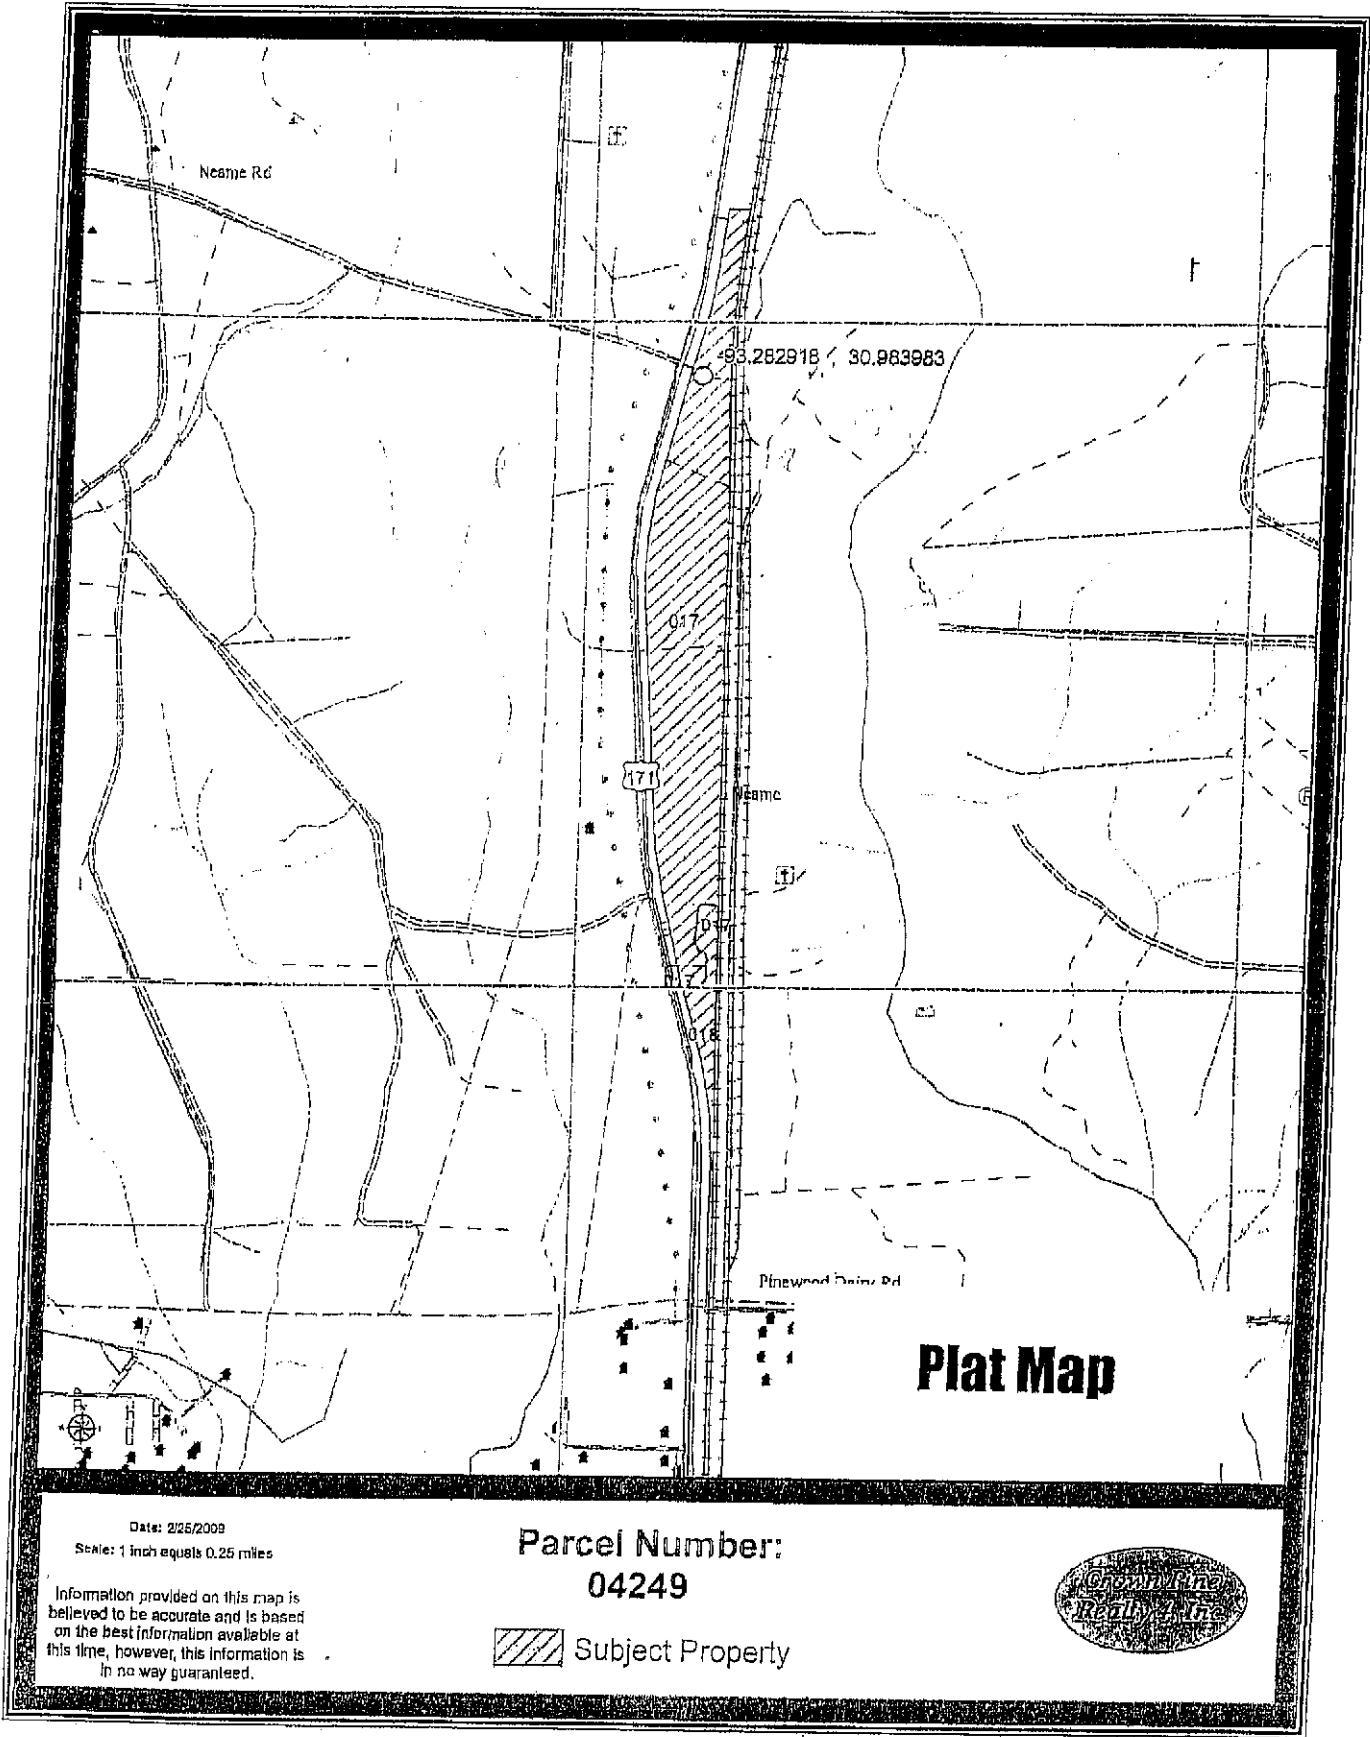 Neame Rd
-93.282918 / 30.983983
017
171
Neame
018
Pinewood Dairy Rd
Plat Map
Date: 2/25/2009
Scale: 1 inch equals 0.25 miles
Information provided on this map is
believed to be accurate and is based
on the best information available at
this time, however, this information is
in no way guaranteed.
Parcel Number:
04249
Subject Property
Crown Pine
Realty 4, Inc